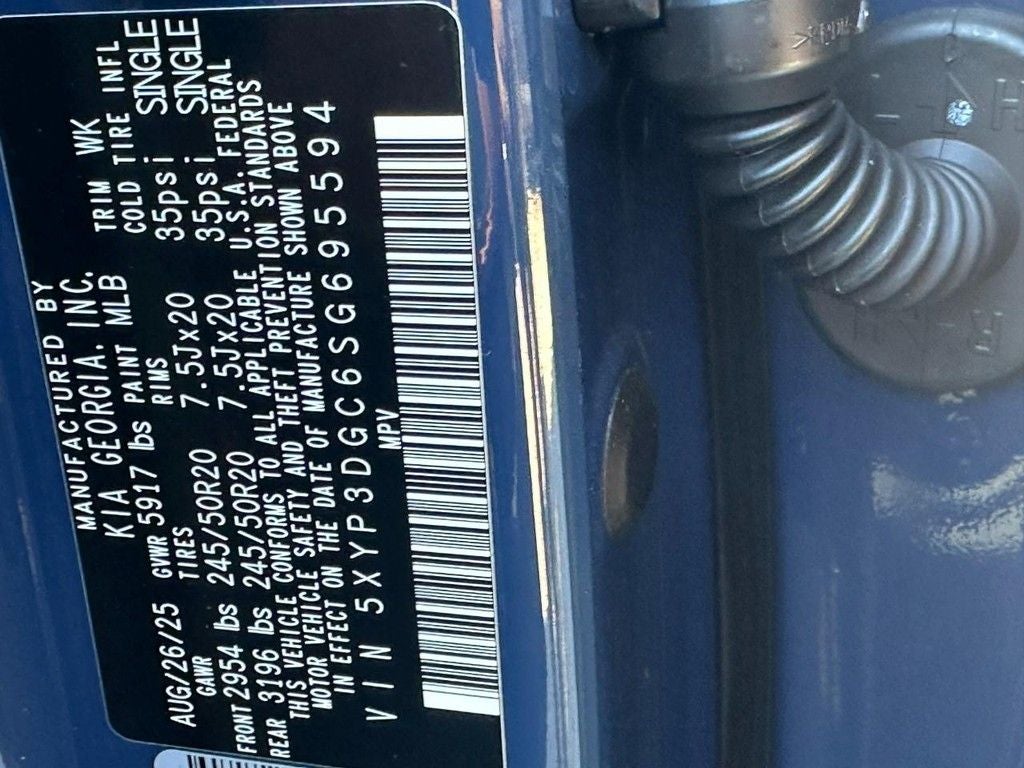 MANUFACTURED BY
KIA GEORGIA. INC.
AUG/26/25 GVWR 5917 lbs PAINT MLB TRIM WK
GAWR TIRES RIMS COLD TIRE INFL
FRONT 2954 lbs 245/50R20 7.5Jx20 35psi SINGLE
REAR 3196 lbs 245/50R20 7.5Jx20 35psi SINGLE
THIS VEHICLE CONFORMS TO ALL APPLICABLE U.S.A. FEDERAL
MOTOR VEHICLE SAFETY AND THEFT PREVENTION STANDARDS
IN EFFECT ON THE DATE OF MANUFACTURE SHOWN ABOVE
VIN 5XYP3DGC6SG695594
MPV